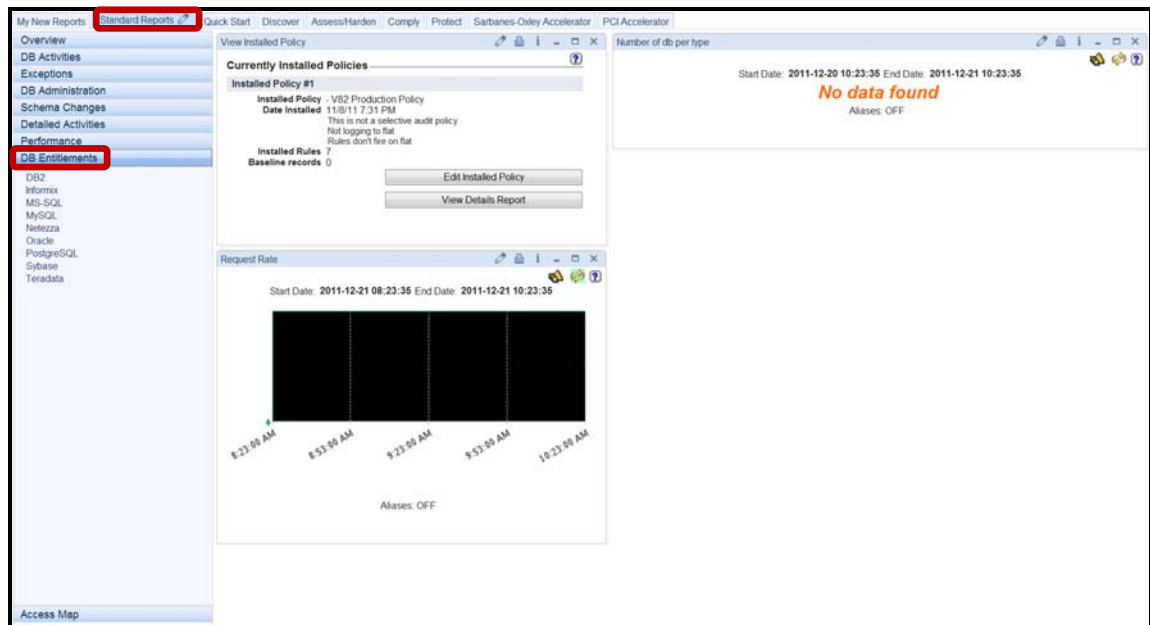 My New Reports Standard Reports Quick Start Discover Assess/Harden Comply Protect Sarbanes-Oxley Accelerator PCI Accelerator
Overview
DB Activities
Exceptions
DB Administration
Schema Changes
Detailed Activities
Performance
DB Entitlements
DB2
Informix
MS-SQL
MySQL
Netezza
Oracle
PostgreSQL
Sybase
Teradata
Access Map
View Installed Policy
Currently Installed Policies
Installed Policy #1
Installed Policy - V82 Production Policy
Date Installed 11/8/11 7:31 PM
This is not a selective audit policy
Not logging to flat
Rules don't fire on flat
Installed Rules 7
Baseline records 0
Edit Installed Policy
View Details Report
Request Rate
Start Date: 2011-12-21 08:23:35 End Date: 2011-12-21 10:23:35
8:23:00 AM
8:53:00 AM
9:23:00 AM
9:53:00 AM
10:23:00 AM
Aliases: OFF
Number of db per type
Start Date: 2011-12-20 10:23:35 End Date: 2011-12-21 10:23:35
No data found
Aliases: OFF